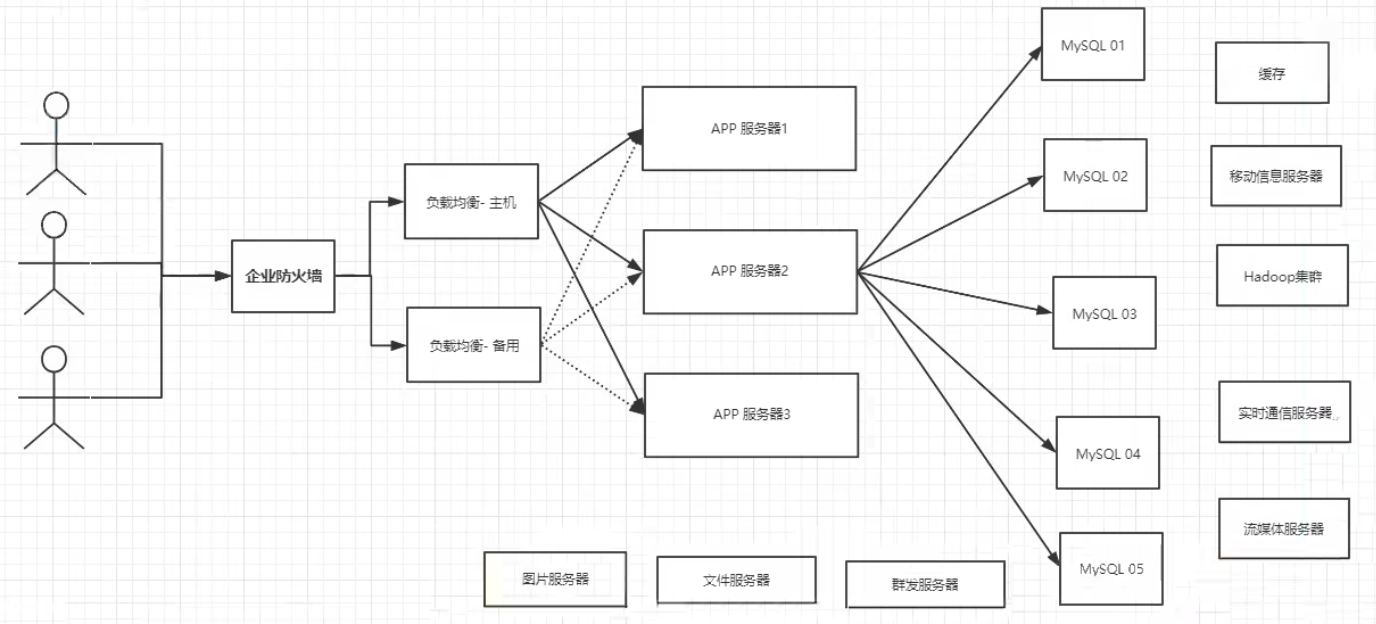 企业防火墙
负载均衡- 主机
负载均衡- 备用
APP 服务器1
APP 服务器2
APP 服务器3
MySQL 01
MySQL 02
MySQL 03
MySQL 04
MySQL 05
缓存
移动信息服务器
Hadoop集群
实时通信服务器
流媒体服务器
图片服务器
文件服务器
群发服务器